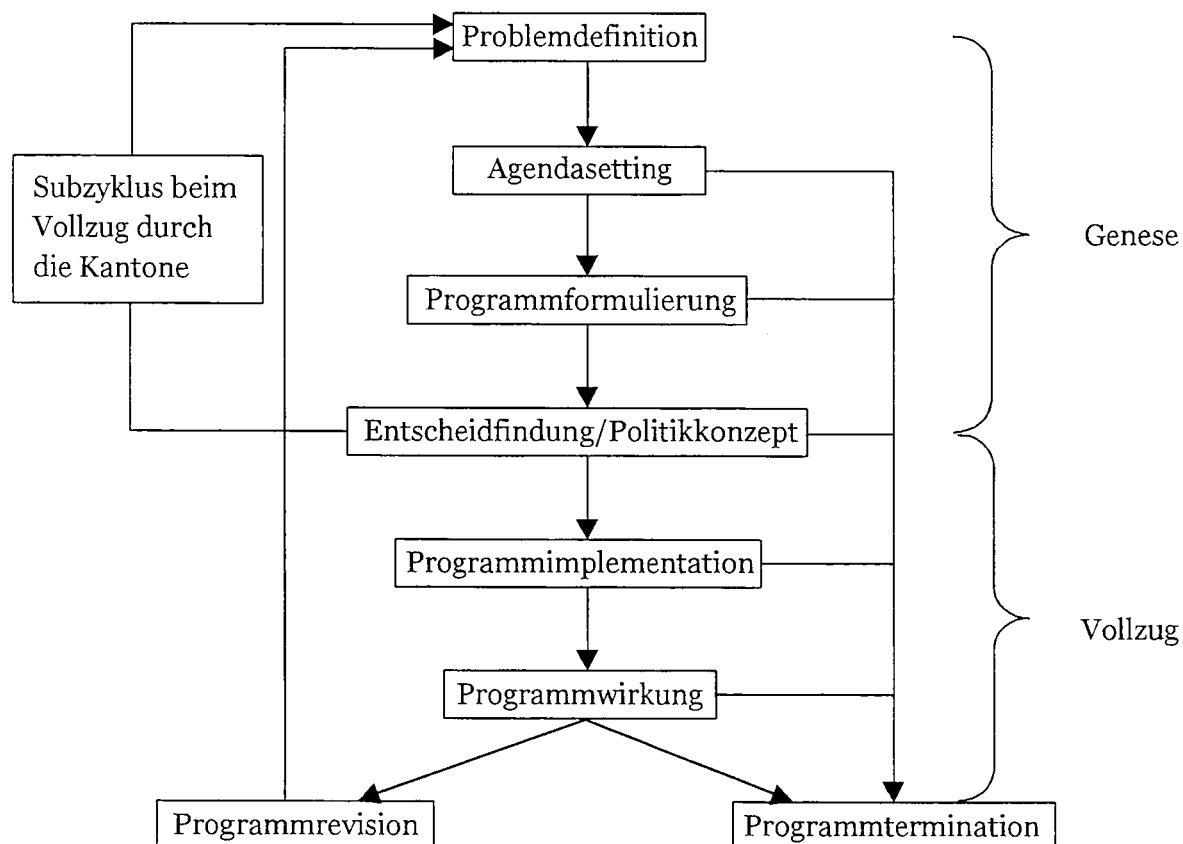 Problemdefinition
Agendasetting
Subzyklus beim
Vollzug durch
die Kantone
Genese
Programmformulierung
Entscheidfindung/Politikkonzept
Programmimplementation
Vollzug
Programmwirkung
Programmrevision
Programmtermination